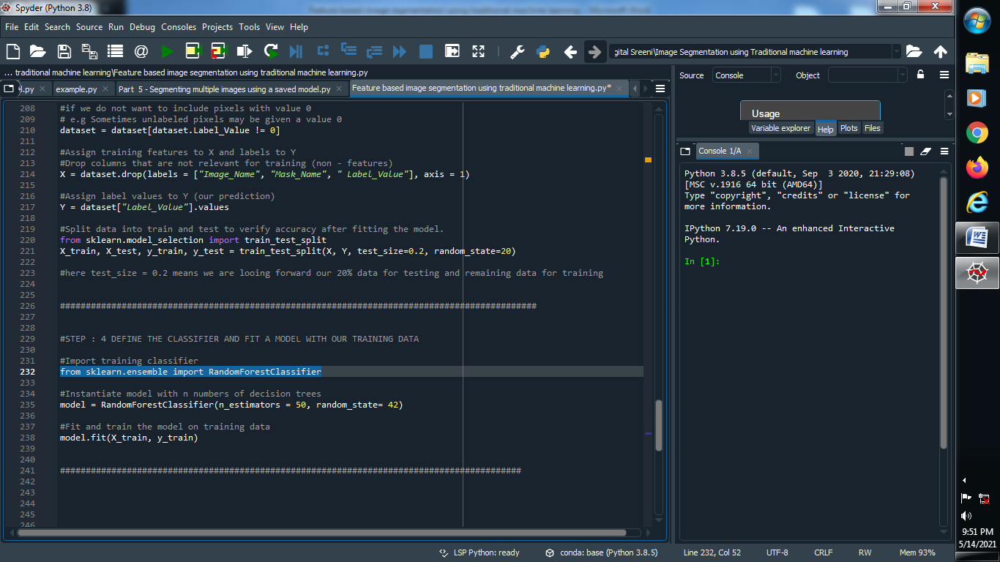 Spyder (Python 3.8)
File Edit Search Source Run Debug Consoles Projects Tools View Help
gital Sreeni\Image Segmentation using Traditional machine learning
... traditional machine learning\Feature based image segmentation using traditional machine learning.py
l.py example.py Part 5 - Segmenting multiple images using a saved model.py Feature based image segmentation using traditional machine learning.py*
208 #if we do not want to include pixels with value 0
209 # e.g Sometimes unlabeled pixels may be given a value 0
210 dataset = dataset[dataset.Label_Value != 0]
211
212 #Assign training features to X and labels to Y
213 #Drop columns that are not relevant for training (non - features)
214 X = dataset.drop(labels = ["Image_Name", "Mask_Name", " Label_Value"], axis = 1)
215
216 #Assign label values to Y (our prediction)
217 Y = dataset["Label_Value"].values
218
219 #Split data into train and test to verify accuracy after fitting the model.
220 from sklearn.model_selection import train_test_split
221 X_train, X_test, y_train, y_test = train_test_split(X, Y, test_size=0.2, random_state=20)
222
223 #here test_size = 0.2 means we are looing forward our 20% data for testing and remaining data for training
224
225
226 #############################################################################################
227
228
229 #STEP : 4 DEFINE THE CLASSIFIER AND FIT A MODEL WITH OUR TRAINING DATA
230
231 #Import training classifier
232 from sklearn.ensemble import RandomForestClassifier
233
234 #Instantiate model with n numbers of decision trees
235 model = RandomForestClassifier(n_estimators = 50, random_state= 42)
236
237 #Fit and train the model on training data
238 model.fit(X_train, y_train)
239
240
241 ##########################################################################################
242
243
244
245
246
Source Console Object
Usage
Variable explorer Help Plots Files
Console 1/A
Python 3.8.5 (default, Sep 3 2020, 21:29:08)
[MSC v.1916 64 bit (AMD64)]
Type "copyright", "credits" or "license" for
more information.
IPython 7.19.0 -- An enhanced Interactive
Python.
In [1]:
LSP Python: ready conda: base (Python 3.8.5) Line 232, Col 52 UTF-8 CRLF RW Mem 93%
9:51 PM
5/14/2021